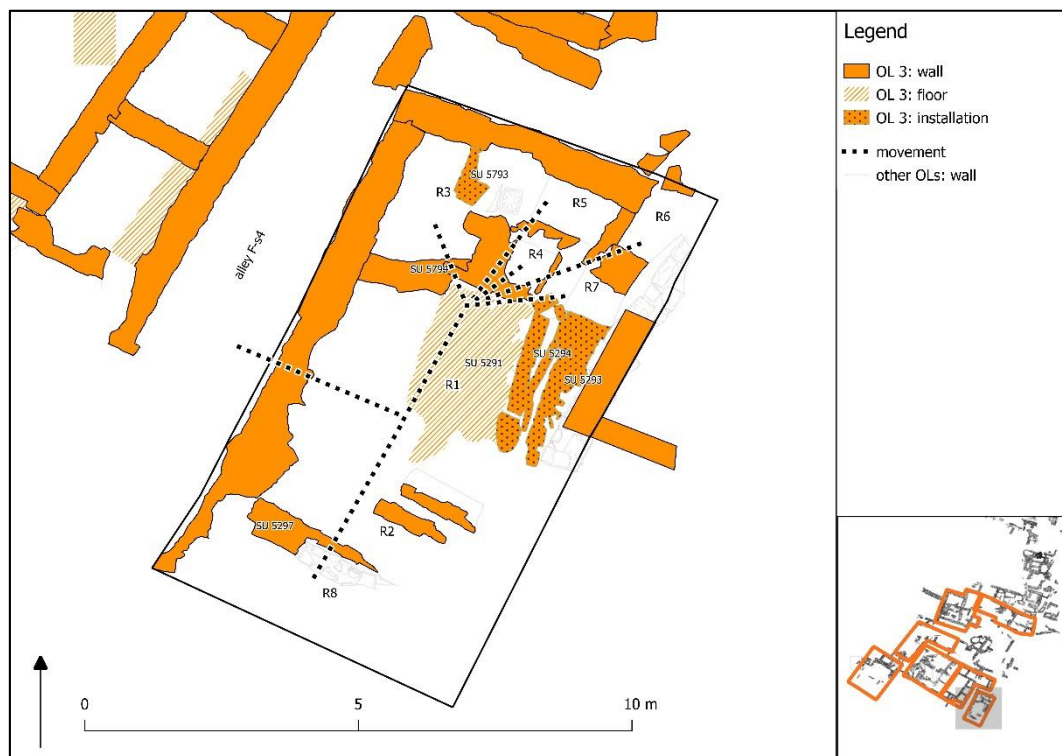 Legend
OL 3: wall
OL 3: floor
OL 3: installation
movement
other OLs: wall
SU 5793
R3
R5
R6
R4
alley F-s4
SU 5794
R7
SU 5294
SU 5291
R1
SU 5293
SU 5297
R2
R8
0
5
10 m